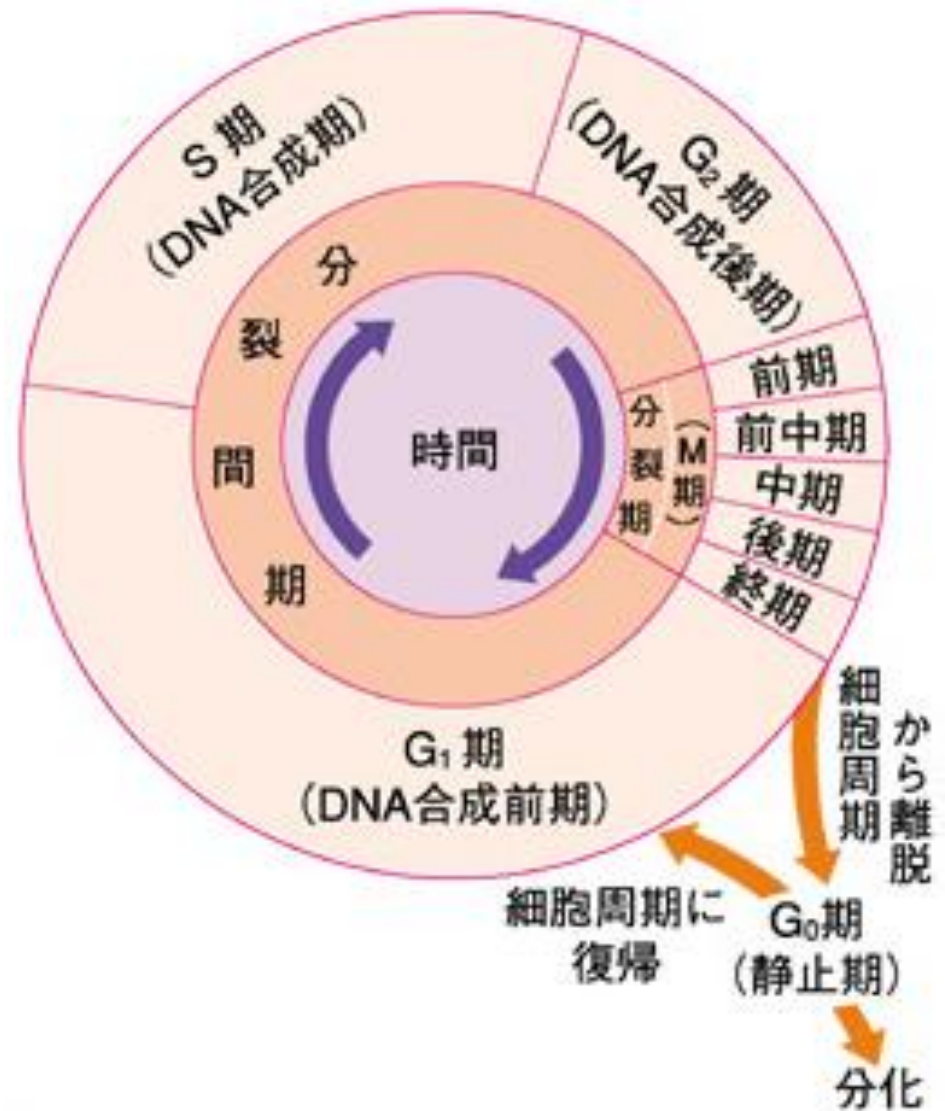 S期
(DNA合成期)
G₂期
(DNA合成後期)
分裂間期
時間
分裂期
(M期)
前期
前中期
中期
後期
終期
G₁期
(DNA合成前期)
細胞周期
から離脱
細胞周期に
復帰
G₀期
(静止期)
分化